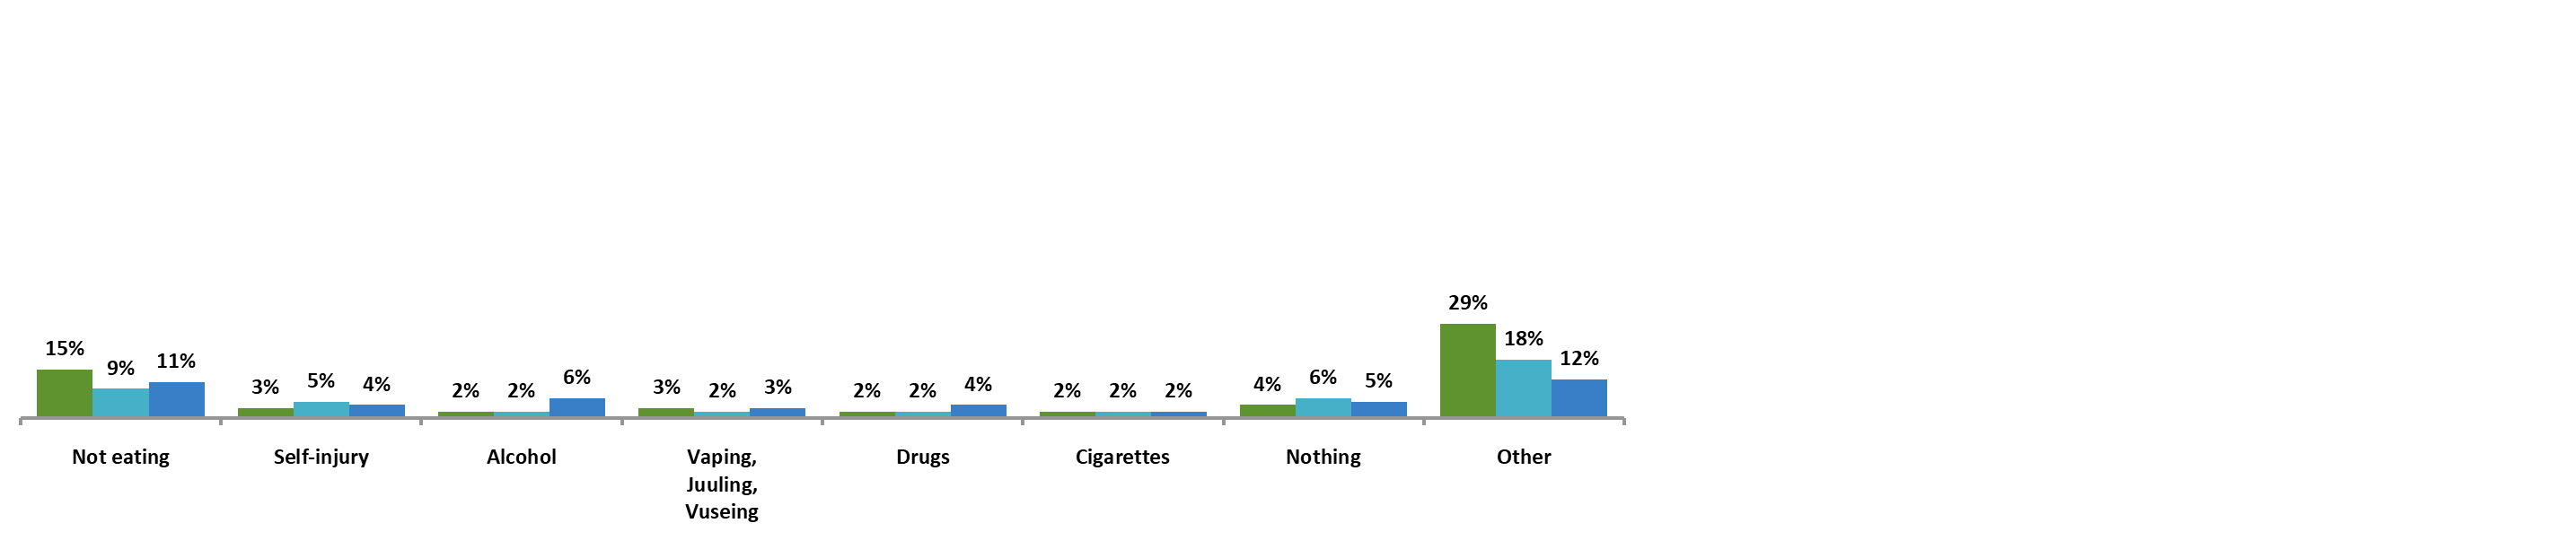 29%
18%
15%
12%
11%
9%
6%
6%
5%
5%
4%
4%
4%
3%
3%
3%
2%
2%
2%
2%
2%
2%
2%
2%
Not eating
Self-injury
Alcohol
Vaping,
Juuling,
Vuseing
Drugs
Cigarettes
Nothing
Other